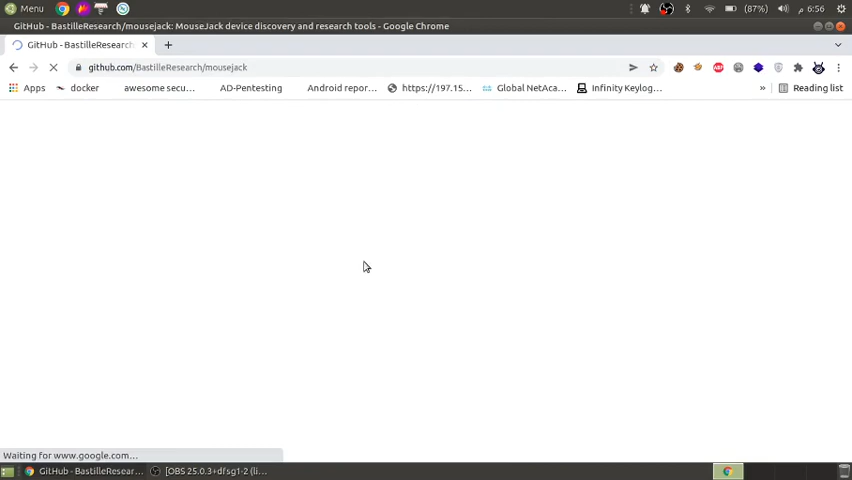 Menu (87%) 6:56 م
GitHub - BastilleResearch/mousejack: MouseJack device discovery and research tools - Google Chrome
GitHub - BastilleResearch
github.com/BastilleResearch/mousejack ABP
Apps docker awesome secu... AD-Pentesting Android repor... https://197.15... Global NetAca... Infinity Keylog... » Reading list
Waiting for www.google.com...
GitHub - BastilleResear... [OBS 25.0.3+dfsg1-2 (li...